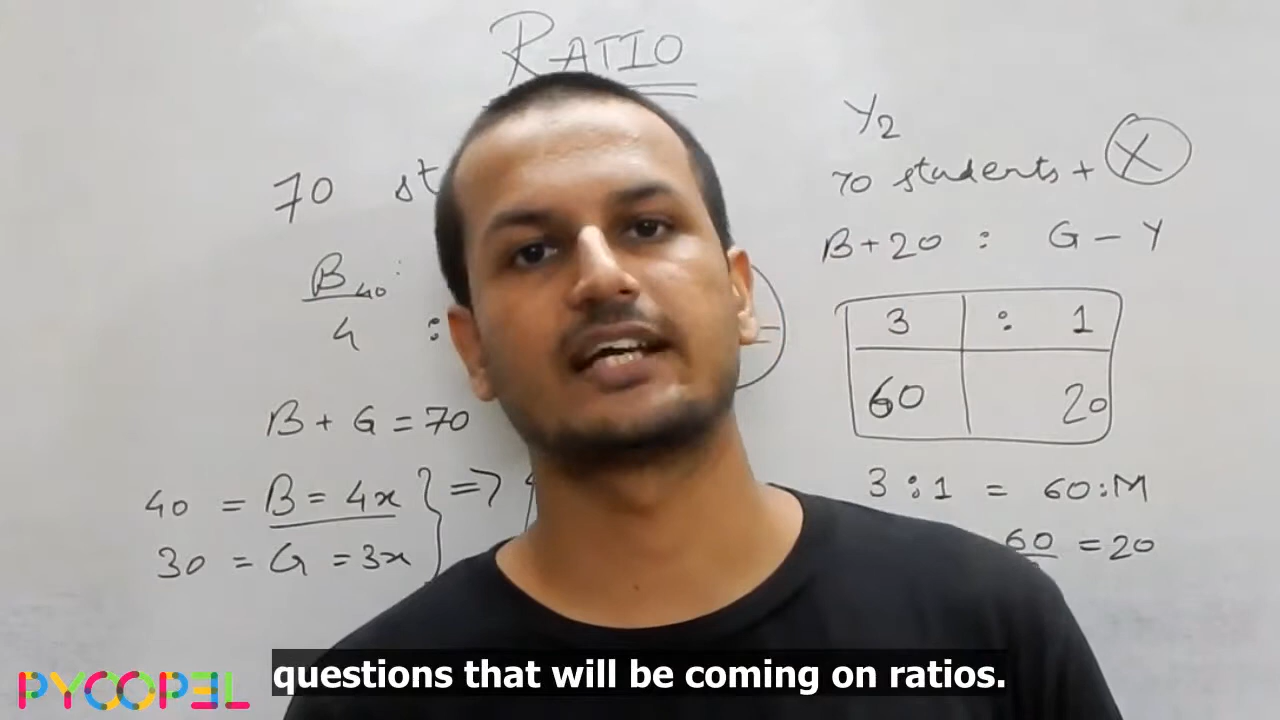 RATIO
70 st
B 40 :
4 :
B + G = 70
40 = B = 4x } =>
30 = G = 3x
Y2
70 students + X
B+20 : G - Y
3 : 1
60 20
3 : 1 = 60:M
60 = 20
PYCOPEL
questions that will be coming on ratios.